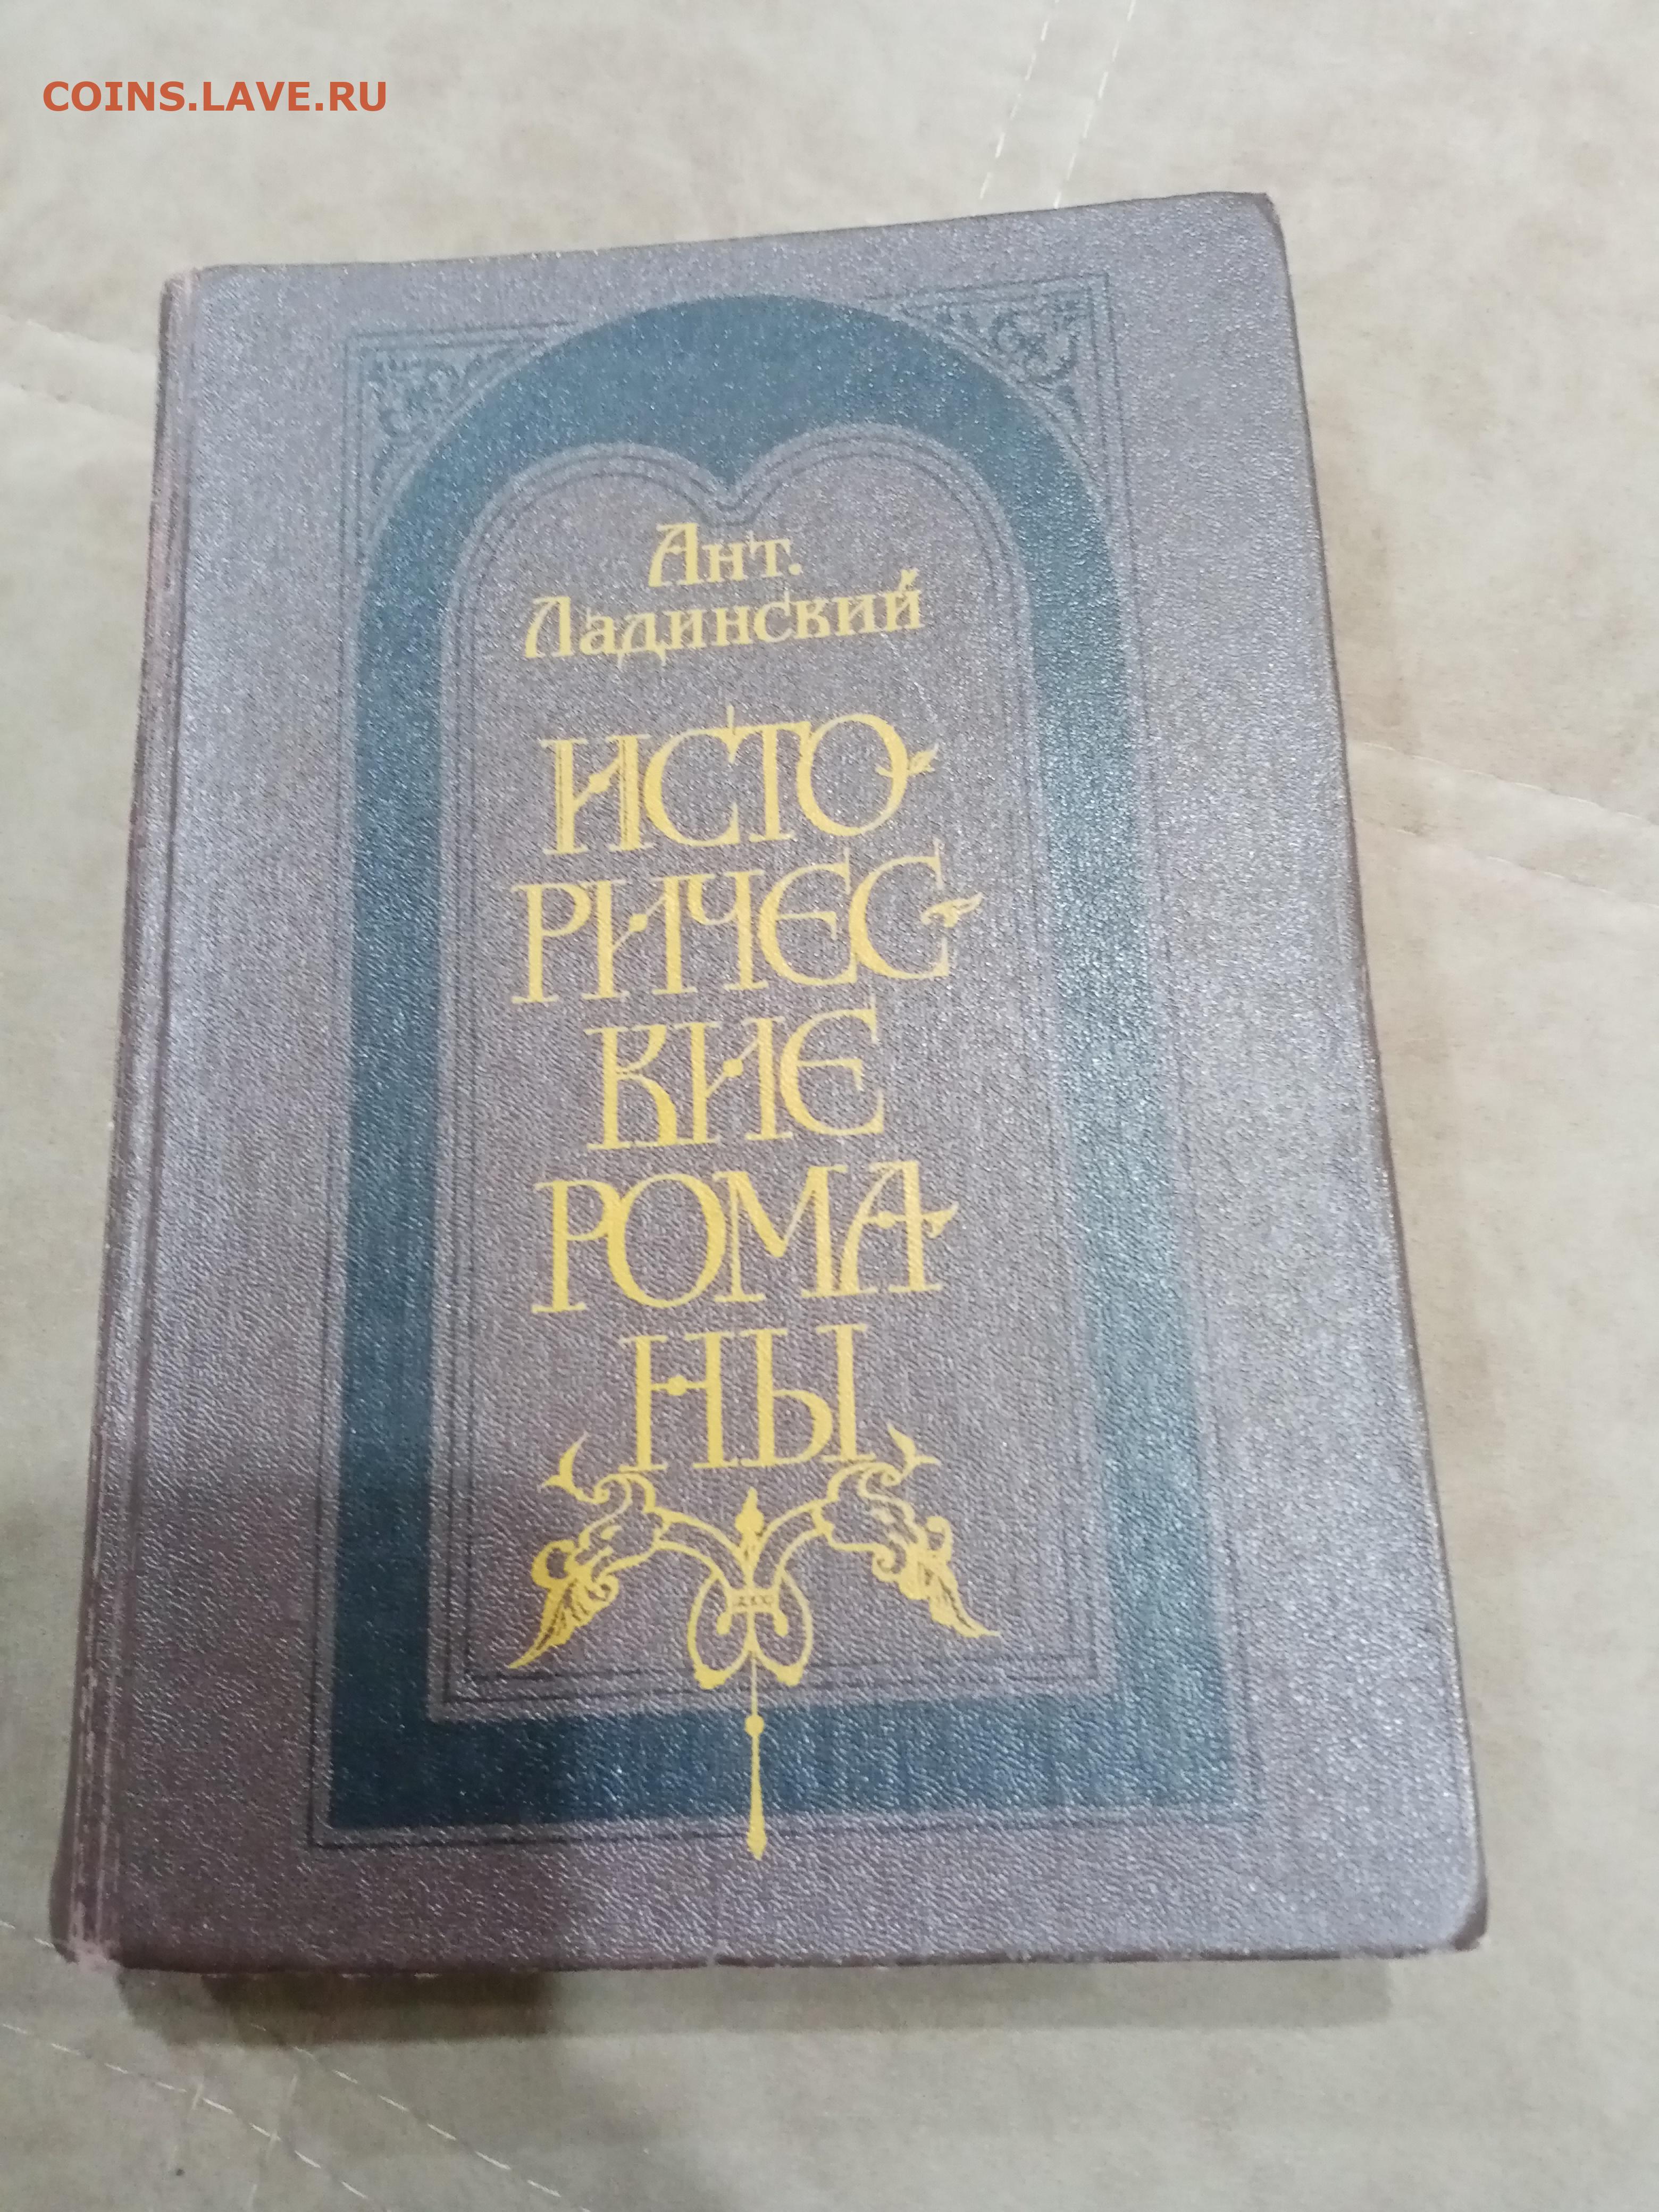 COINS.LAVE.RU
Ант.
Ладинский
ИСТО-
РИЧЕС-
КИЕ
РОМА-
НЫ